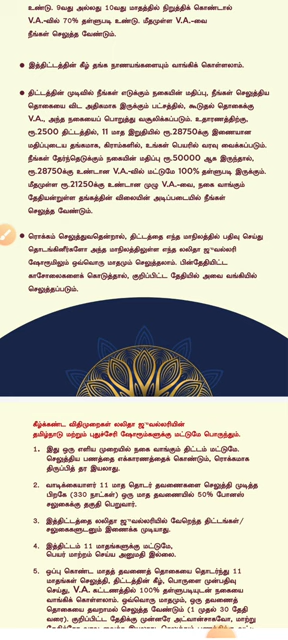 உண்டு. 9வது அல்லது 10வது மாதத்தில் நிறுத்திக் கொண்டால்
V.A.-வில் 70% தள்ளுபடி உண்டு. மீதமுள்ள V.A.-வை
நீங்கள் செலுத்த வேண்டும்.
● இத்திட்டத்தின் கீழ் தங்க நாணயங்களையும் வாங்கிக் கொள்ளலாம்.
● திட்டத்தின் முடிவில் நீங்கள் எடுக்கும் நகையின் மதிப்பு, நீங்கள் செலுத்திய
தொகையை விட அதிகமாக இருக்கும் பட்சத்தில், கூடுதல் தொகைக்கு
V.A., அந்த நகையைப் பொறுத்து வசூலிக்கப்படும். உதாரணத்திற்கு,
ரூ.2500 திட்டத்தில், 11 மாத இறுதியில் ரூ.28750க்கு இணையான
மதிப்புடைய தங்கமாக, கிராம்களில், உங்கள் பெயரில் வரவு வைக்கப்படும்.
நீங்கள் தேர்ந்தெடுக்கும் நகையின் மதிப்பு ரூ.50000 ஆக இருந்தால்,
ரூ.28750க்கு உண்டான V.A-வில் மட்டுமே 100% தள்ளுபடி இருக்கும்.
மீதமுள்ள ரூ.21250க்கு உண்டான முழு V.A-வை, நகை வாங்கும்
தேதியன்றுள்ள தங்கத்தின் விலையின் அடிப்படையில் நீங்கள்
செலுத்த வேண்டும்.
● ரொக்கம் செலுத்துவதென்றால், திட்டத்தை எந்த மாநிலத்தில் பதிவு செய்து
தொடங்கினீர்களோ அந்த மாநிலத்திலுள்ள எந்த லலிதா ஜுவல்லரி
ஷோரூமிலும் ஒவ்வொரு மாதமும் செலுத்தலாம். பின்தேதியிட்ட
காசோலைகளைக் கொடுத்தால், குறிப்பிட்ட தேதியில் அவை வங்கியில்
செலுத்தப்படும்.
கீழ்க்கண்ட விதிமுறைகள் லலிதா ஜுவல்லரியின்
தமிழ்நாடு மற்றும் புதுச்சேரி ஷோரூம்களுக்கு மட்டுமே பொருந்தும்.
1. இது ஒரு எளிய முறையில் நகை வாங்கும் திட்டம் மட்டுமே.
செலுத்திய பணத்தை எக்காரணத்தைக் கொண்டும், ரொக்கமாக
திருப்பித் தர இயலாது.
2. வாடிக்கையாளர் 11 மாத தொடர் தவணைகளை செலுத்தி முடித்த
பிறகே (330 நாட்கள்) ஒரு மாத தவணையில் 50% போனஸ்
சலுகைக்கு தகுதி பெறுவார்.
3. இத்திட்டத்தை லலிதா ஜுவல்லரியில் வேறெந்த திட்டங்கள்/
சலுகைகளுடனும் இணைக்க முடியாது.
4. இத்திட்டம் 11 மாதங்களுக்கு மட்டுமே,
பெயர் மாற்றம் செய்ய அனுமதி இல்லை.
5. ஒப்பு கொண்ட மாதத் தவணைத் தொகையை தொடர்ந்து 11
மாதங்கள் செலுத்தி, திட்டத்தின் கீழ், பொருளை முன்பதிவு
செய்து, V.A. கட்டணத்தில் 100% தள்ளுபடியுடன் நகையை
வாங்கிக் கொள்ளலாம். ஒவ்வொரு மாதமும், ஒரு தவணைத்
தொகையை தவறாமல் செலுத்த வேண்டும் (1 முதல் 30 தேதி
வரை). குறிப்பிட்ட தேதிக்கு முன்னரே அட்வான்சாகவோ, மாற்று